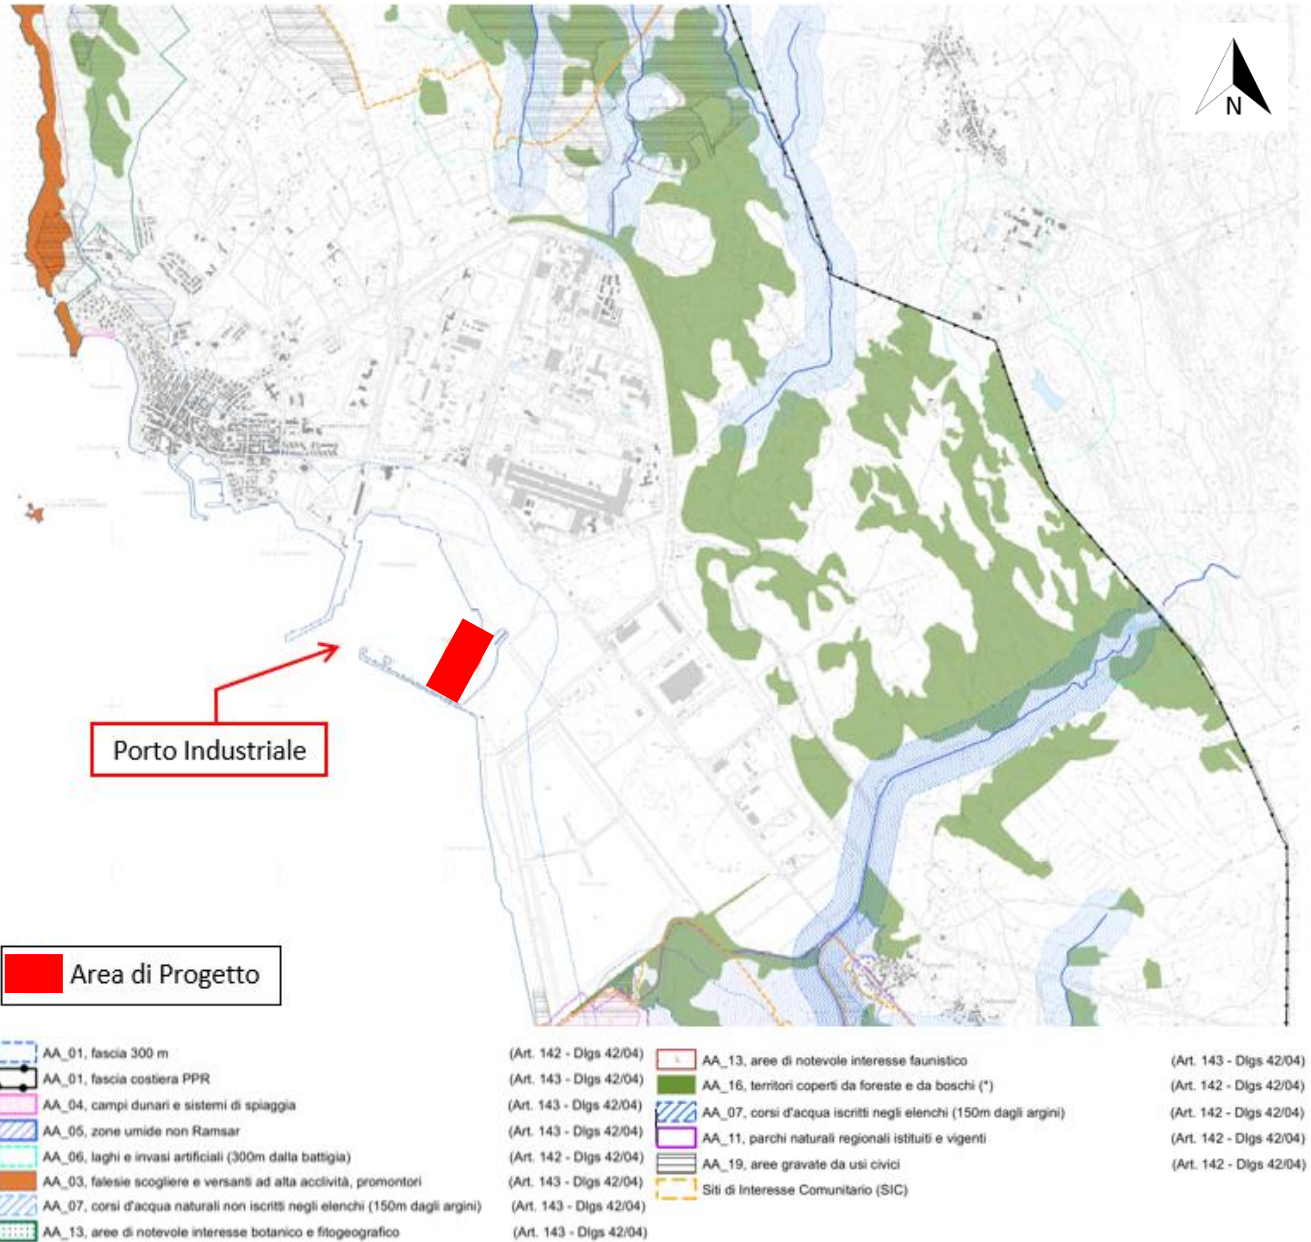 N
Porto Industriale
Area di Progetto
AA_01, fascia 300 m (Art. 142 - Dlgs 42/04)
AA_01, fascia costiera PPR (Art. 143 - Dlgs 42/04)
AA_04, campi dunari e sistemi di spiaggia (Art. 143 - Dlgs 42/04)
AA_05, zone umide non Ramsar (Art. 143 - Dlgs 42/04)
AA_06, laghi e invasi artificiali (300m dalla battigia) (Art. 142 - Dlgs 42/04)
AA_03, falesie scogliere e versanti ad alta acclività, promontori (Art. 143 - Dlgs 42/04)
AA_07, corsi d'acqua naturali non iscritti negli elenchi (150m dagli argini) (Art. 143 - Dlgs 42/04)
AA_13, aree di notevole interesse botanico e fitogeografico (Art. 143 - Dlgs 42/04)
AA_13, aree di notevole interesse faunistico (Art. 143 - Dlgs 42/04)
AA_16, territori coperti da foreste e da boschi (*) (Art. 142 - Dlgs 42/04)
AA_07, corsi d'acqua iscritti negli elenchi (150m dagli argini) (Art. 142 - Dlgs 42/04)
AA_11, parchi naturali regionali istituiti e vigenti (Art. 142 - Dlgs 42/04)
AA_19, aree gravate da usi civici (Art. 142 - Dlgs 42/04)
Siti di Interesse Comunitario (SIC)